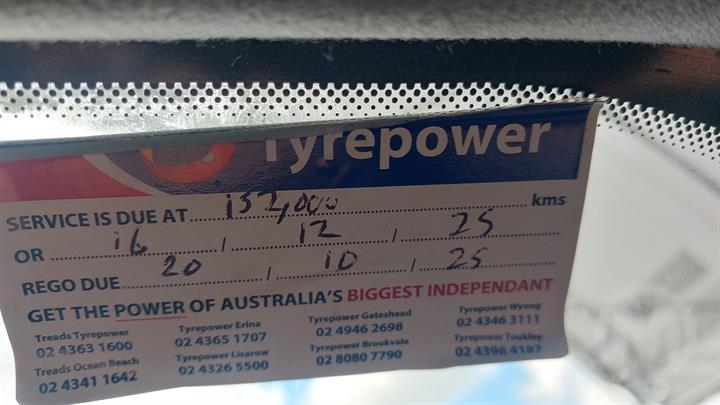 Tyrepower
SERVICE IS DUE AT 152,000 kms
OR 16 / 12 / 25
REGO DUE 20 / 10 / 25
GET THE POWER OF AUSTRALIA'S BIGGEST INDEPENDANT
Treads Tyrepower Tyrepower Erina Tyrepower Gateshead Tyrepower Wyong
02 4363 1600 02 4365 1707 02 4946 2698 02 4346 3111
Treads Ocean Beach Tyrepower Lisarow Tyrepower Brookvale Tyrepower Toukley
02 4341 1642 02 4326 5500 02 8080 7790 02 4396 4187